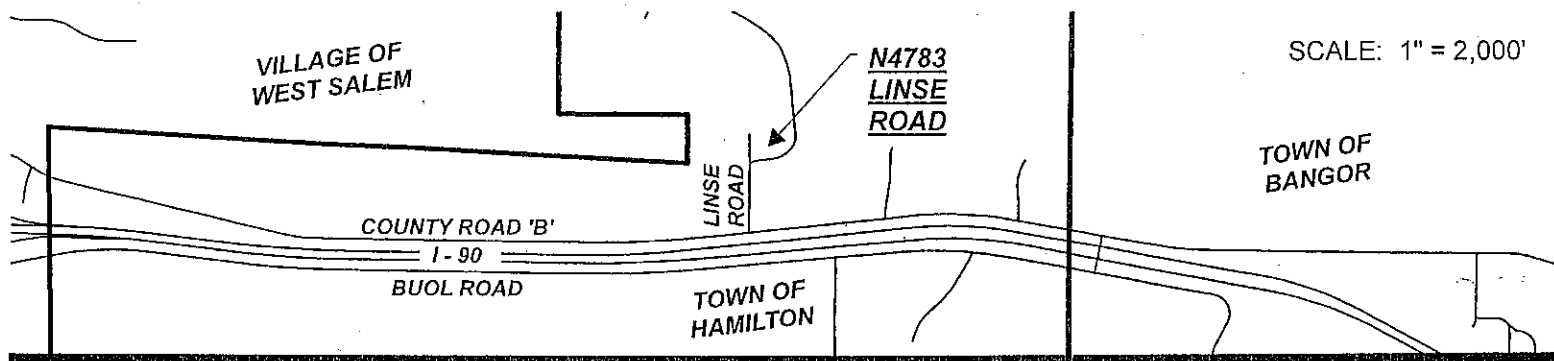 VILLAGE OF
WEST SALEM
N4783
LINSE
ROAD
SCALE: 1" = 2,000'
TOWN OF
BANGOR
LINSE
ROAD
COUNTY ROAD 'B'
I - 90
BUOL ROAD
TOWN OF
HAMILTON